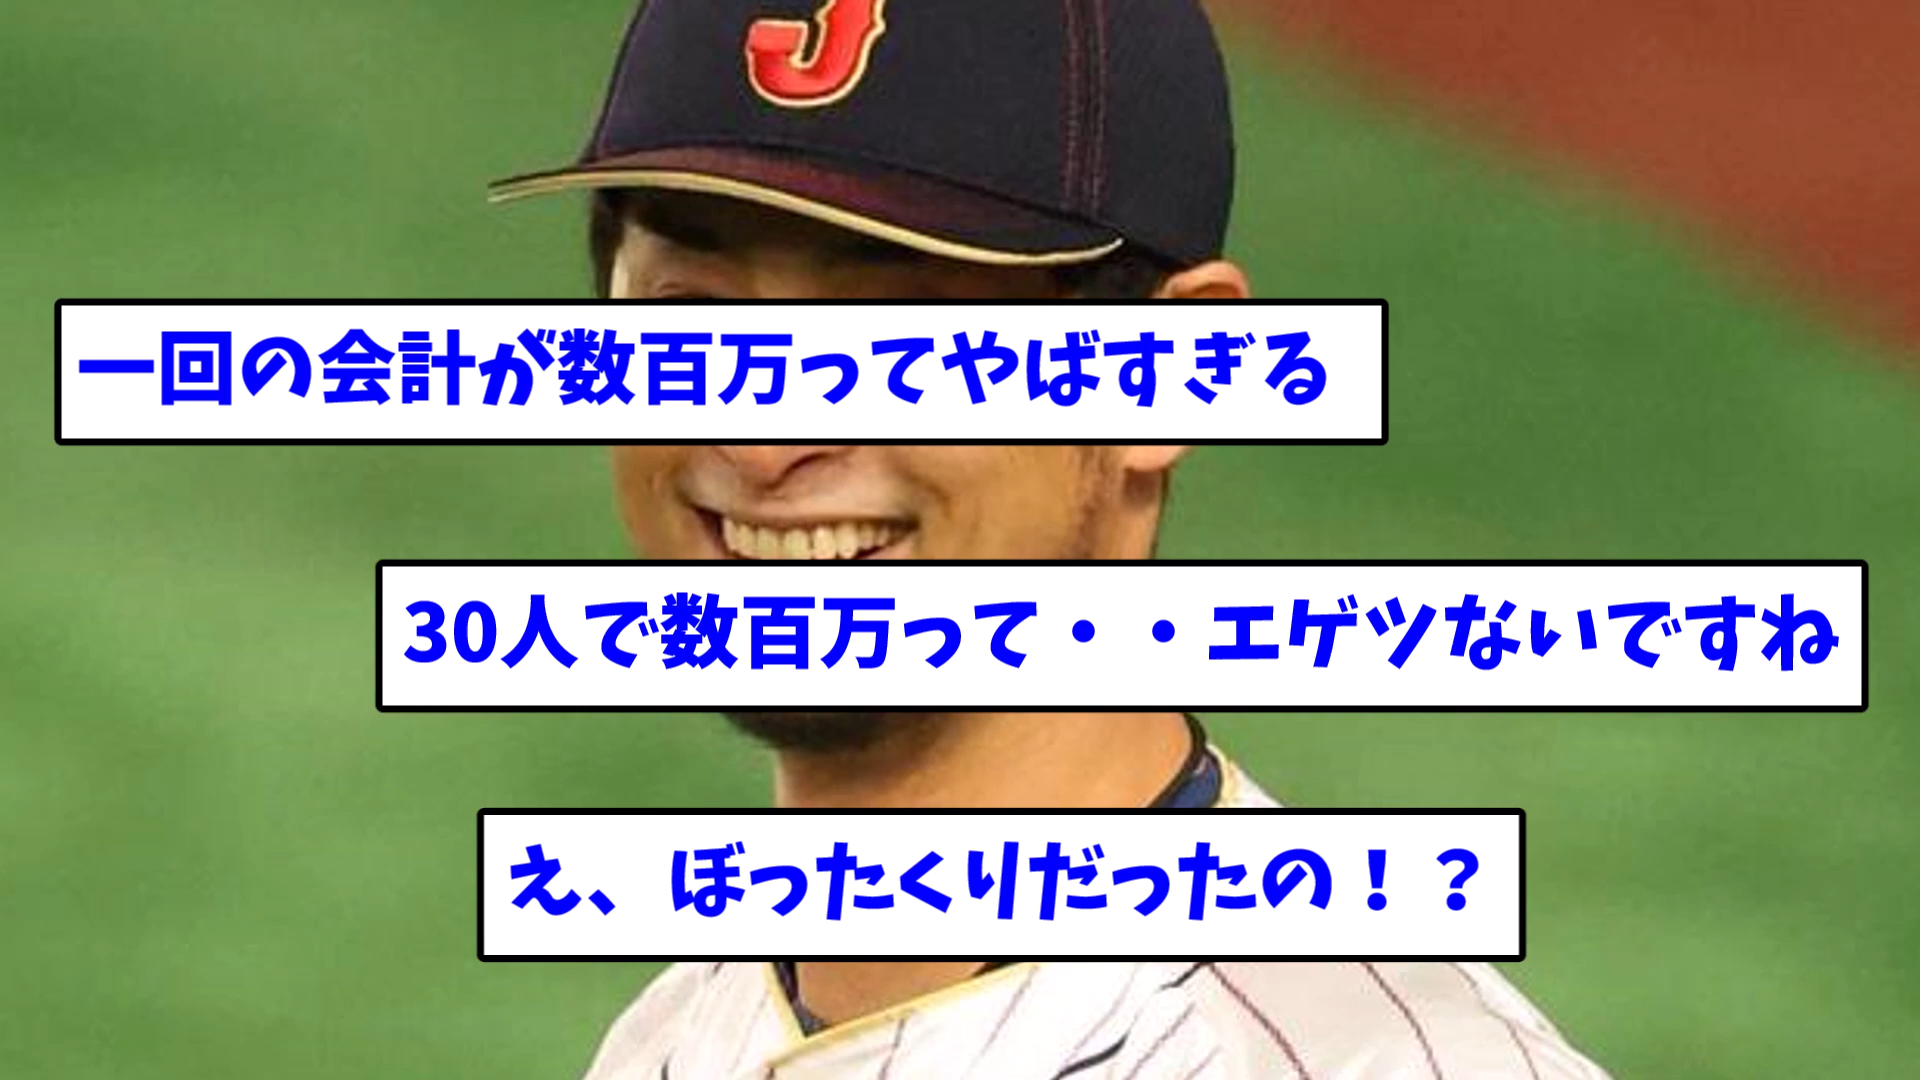 J
一回の会計が数百万ってやばすぎる
30人で数百万って・・エゲツないですね
え、ぼったくりだったの！？